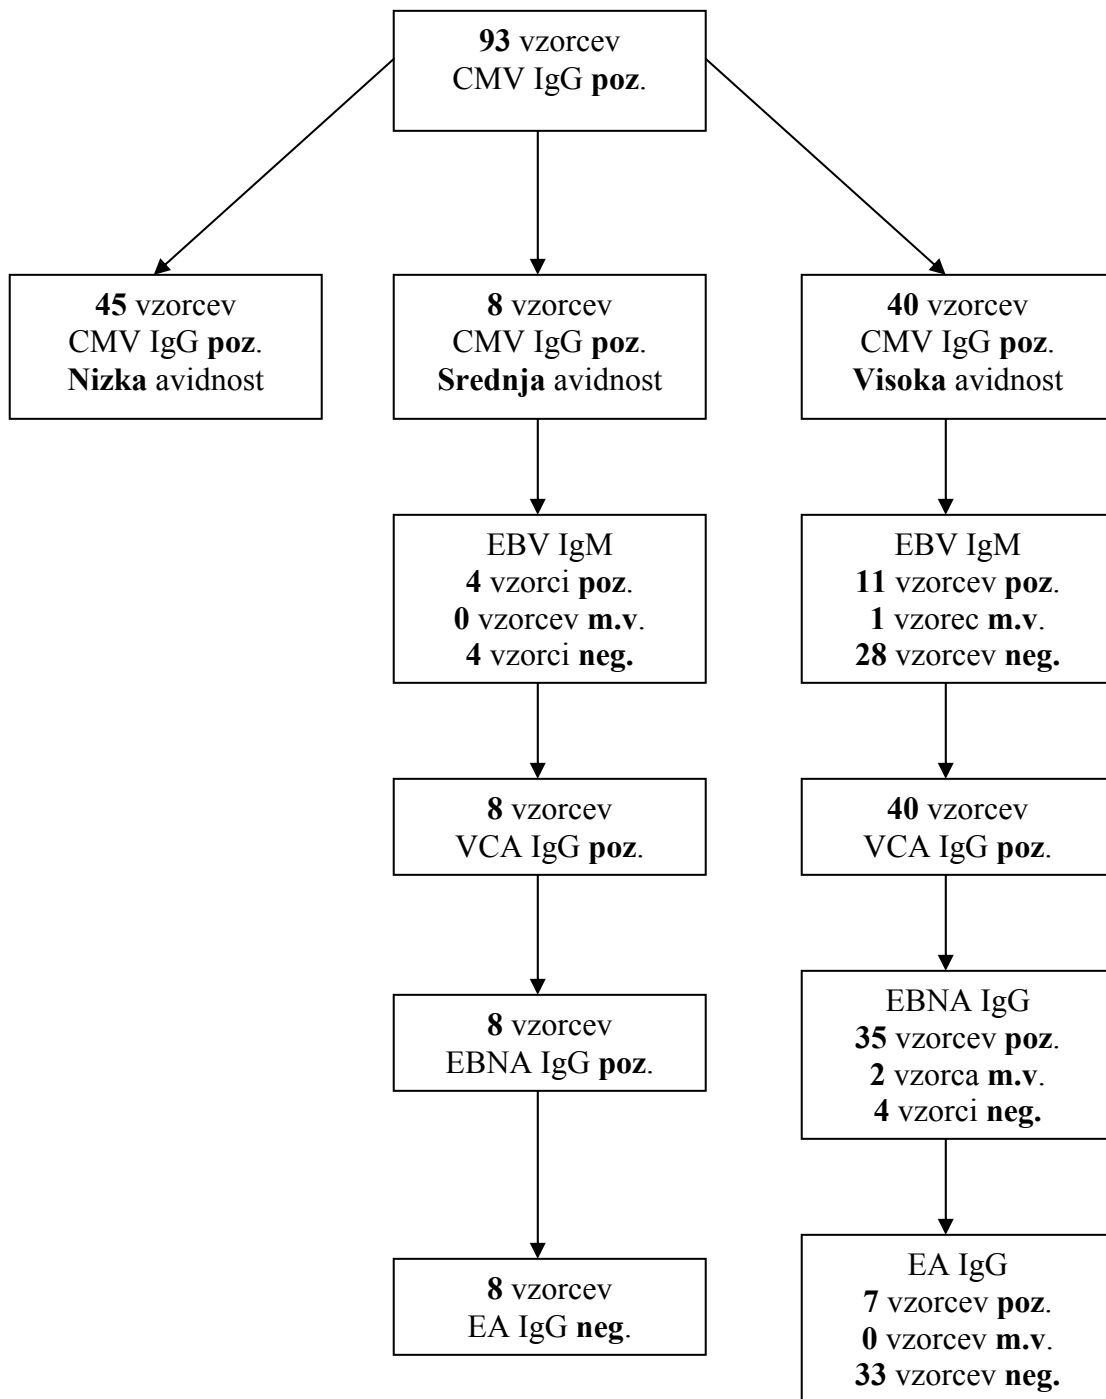 93 vzorcev
CMV IgG poz.
45 vzorcev
CMV IgG poz.
Nizka avidnost
8 vzorcev
CMV IgG poz.
Srednja avidnost
40 vzorcev
CMV IgG poz.
Visoka avidnost
EBV IgM
4 vzorci poz.
0 vzorcev m.v.
4 vzorci neg.
EBV IgM
11 vzorcev poz.
1 vzorec m.v.
28 vzorcev neg.
8 vzorcev
VCA IgG poz.
40 vzorcev
VCA IgG poz.
8 vzorcev
EBNA IgG poz.
EBNA IgG
35 vzorcev poz.
2 vzorca m.v.
4 vzorci neg.
8 vzorcev
EA IgG neg.
EA IgG
7 vzorcev poz.
0 vzorcev m.v.
33 vzorcev neg.